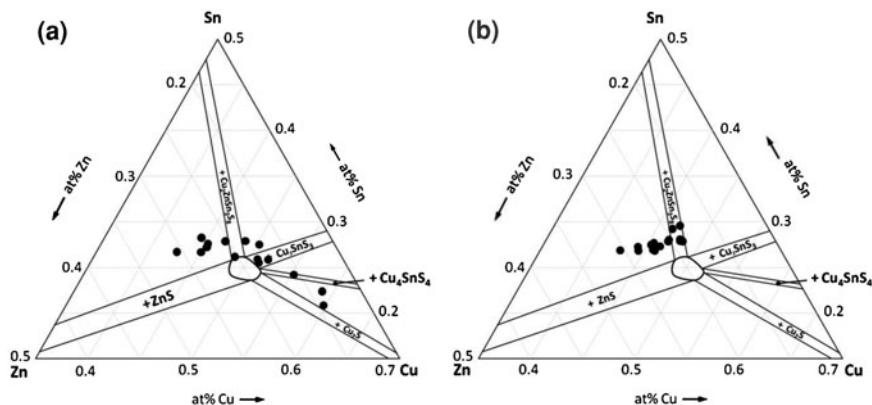 (a)
Sn
0.5
0.2
0.4
at% Zn
at% Sn
0.3
+ Cu₂ZnSn₃S₈
0.3
Cu₂SnS₃
0.4
+ Cu₄SnS₄
+ZnS
0.2
+ Cu₂S
0.5
Zn
0.4
0.5
0.6
0.7
Cu
at% Cu
(b)
Sn
0.5
0.2
0.4
at% Zn
at% Sn
0.3
+ Cu₂ZnSn₃S₈
0.3
+ Cu₂SnS₃
0.4
+ Cu₄SnS₄
+ ZnS
0.2
+ Cu₂S
0.5
Zn
0.4
0.5
0.6
0.7
Cu
at% Cu